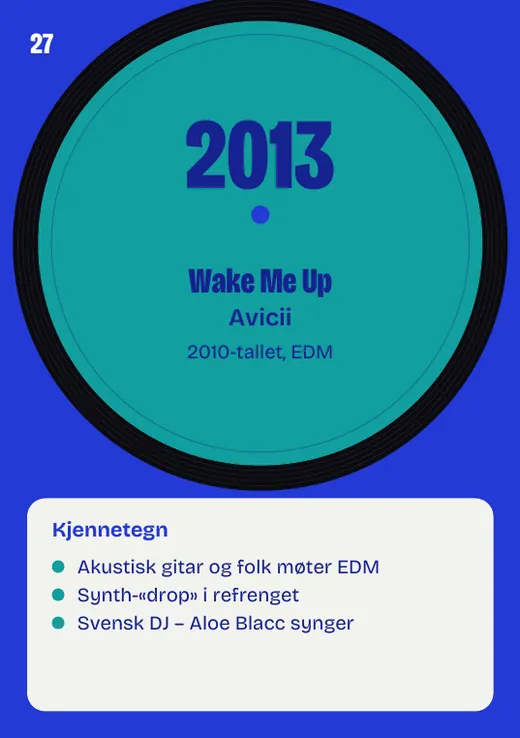 27
2013
Wake Me Up
Avicii
2010-tallet, EDM
Kjennetegn
Akustisk gitar og folk møter EDM
Synth-«drop» i refrenget
Svensk DJ – Aloe Blacc synger